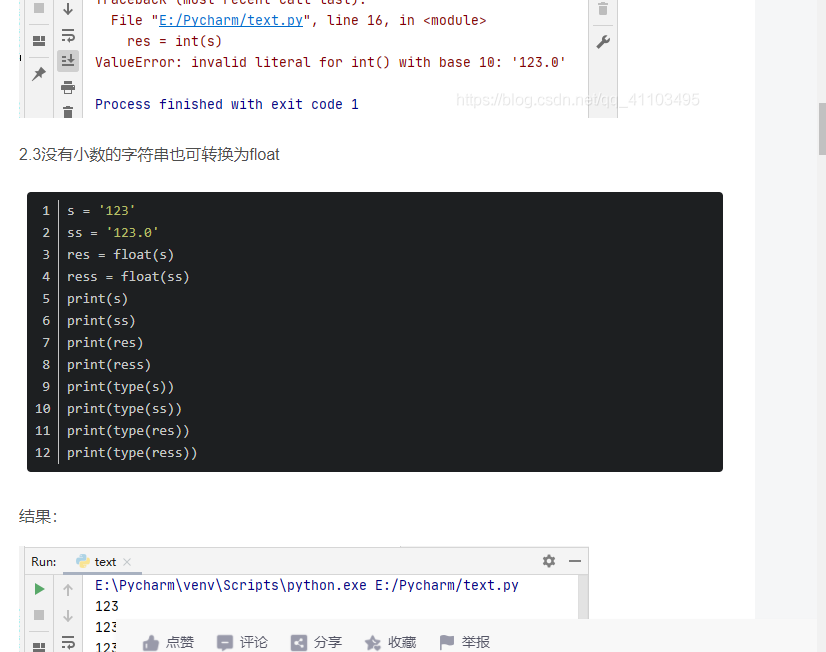 Traceback (most recent call last):
File "E:/Pycharm/text.py", line 16, in <module>
res = int(s)
ValueError: invalid literal for int() with base 10: '123.0'
Process finished with exit code 1
https://blog.csdn.net/qq_41103495
2.3没有小数的字符串也可转换为float
1 s = '123'
2 ss = '123.0'
3 res = float(s)
4 ress = float(ss)
5 print(s)
6 print(ss)
7 print(res)
8 print(ress)
9 print(type(s))
10 print(type(ss))
11 print(type(res))
12 print(type(ress))
结果：
Run: text
E:\Pycharm\venv\Scripts\python.exe E:/Pycharm/text.py
123
123
123
点赞 评论 分享 收藏 举报